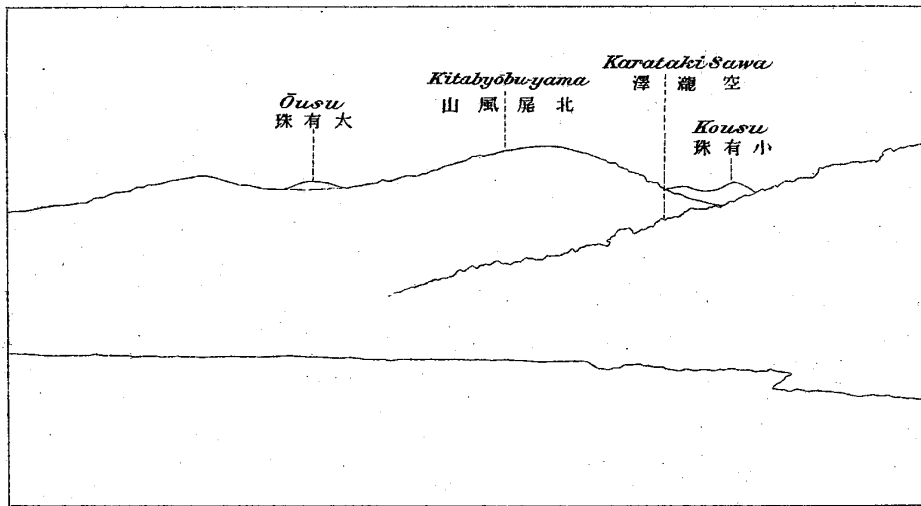 Ōusu
大有珠
Kitabyōbu-yama
北屏風山
Karataki Sawa
空瀧澤
Kousu
小有珠